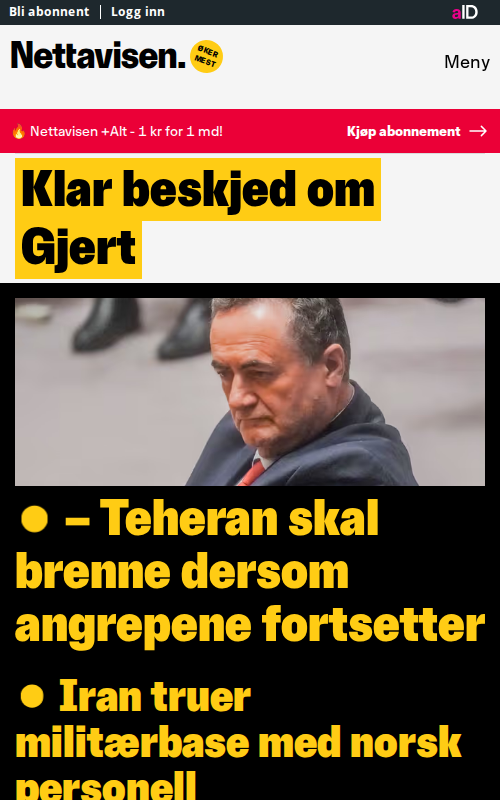 Bli abonnent | Logg inn
aID
Nettavisen.
ØKER
MEST
Meny
🔥 Nettavisen +Alt - 1 kr for 1 md!
Kjøp abonnement →
Klar beskjed om
Gjert
● – Teheran skal
brenne dersom
angrepene fortsetter
● Iran truer
militærbase med norsk
personell